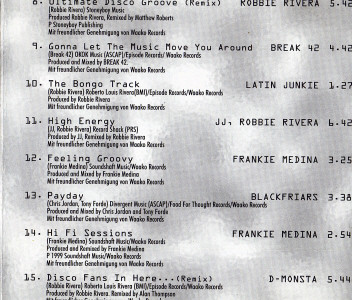 8. Ultimate Disco Groove (Remix) ROBBIE RIVERA 5.42
(Robbie Rivera) Stoneyboy Music
Produced Robbie Rivera, Remixed by Matthew Roberts
P Stoneyboy Publishing
Mit freundlicher Genehmigung von Waako Records
9. Gonna Let The Music Move You Around BREAK 42 4.42
(Break 42) OKOK Music (ASCAP)/Episode Records/ Waako Records
Produced and Mixed by BREAK 42.
Mit freundlicher Genehmigung von Waako Records
10. The Bongo Track LATIN JUNKIE 1.27
(Robbie Rivera) Roberto Louis Rivera(BMI)/Episode Records/Waako Records
Produced by Robbie Rivera
Mit freundlicher Genehmigung von Waako Records
11. High Energy JJ, ROBBIE RIVERA 6.42
(JJ, Robbie Rivera) Record Shack (PRS)
Produced by JJ, Remixed by Robbie Rivera
Mit freundlicher Genehmigung von Waako Records
12. Feeling Groovy FRANKIE MEDINA 3.25
(Frankie Medina) Soundshaft Music/Waako Records
Produced and Mixed by Frankie Medina
Mit freundlicher Genehmigung von Waako Records
13. Payday BLACKFRIARS 3.38
(Chris Jordan, Tony Forde) Divergent Music (ASCAP)/Food For Thought Records/Waako Records
Produced and Mixed by Chris Jordan and Tony Forde
Mit freundlicher Genehmigung von Waako Records
14. Hi Fi Sessions FRANKIE MEDINA 2.54
(Frankie Medina) Soundshaft Music/Waako Records
Produced and Remixed by Frankie Medina
P 1999 Soundshaft Music/Waako Records
Mit freundlicher Genehmigung von Waako Records
15. Disco Fans In Here...(Remix) D-MONSTA 5.44
(Robbie Rivera) Roberto Louis Rivera (BMI)/Episode Records/Waako Records
Produced by Robbie Rivera. Remixed by Alan Thompson